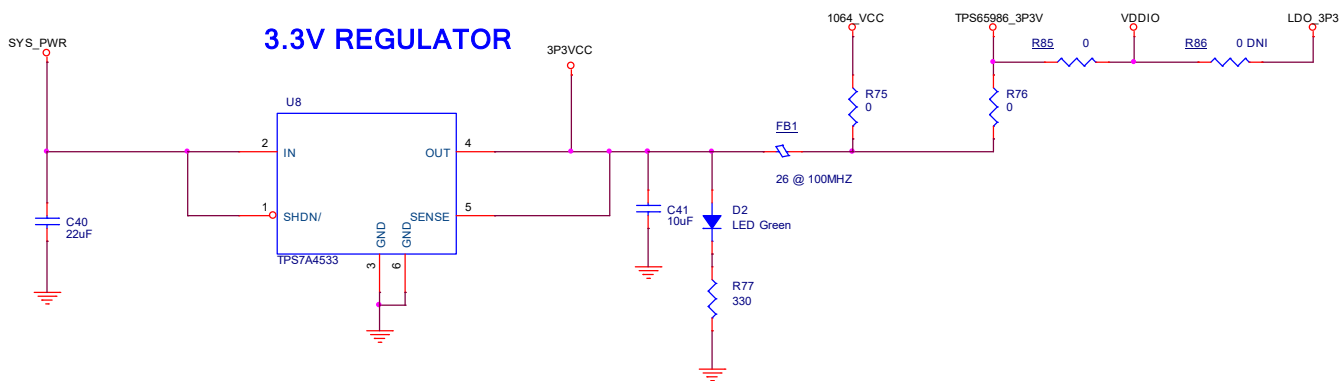 1064_VCC
TPS65986_3P3V
VDDIO
LDO_3P3
SYS_PWR
3.3V REGULATOR
3P3VCC
R85
0
R86
0 DNI
U8
R75
0
R76
0
2
IN
OUT
4
FB1
26 @ 100MHZ
1
SHDN/
SENSE
5
C40
22uF
C41
10uF
D2
LED Green
GND
GND
TPS7A4533
3
6
R77
330